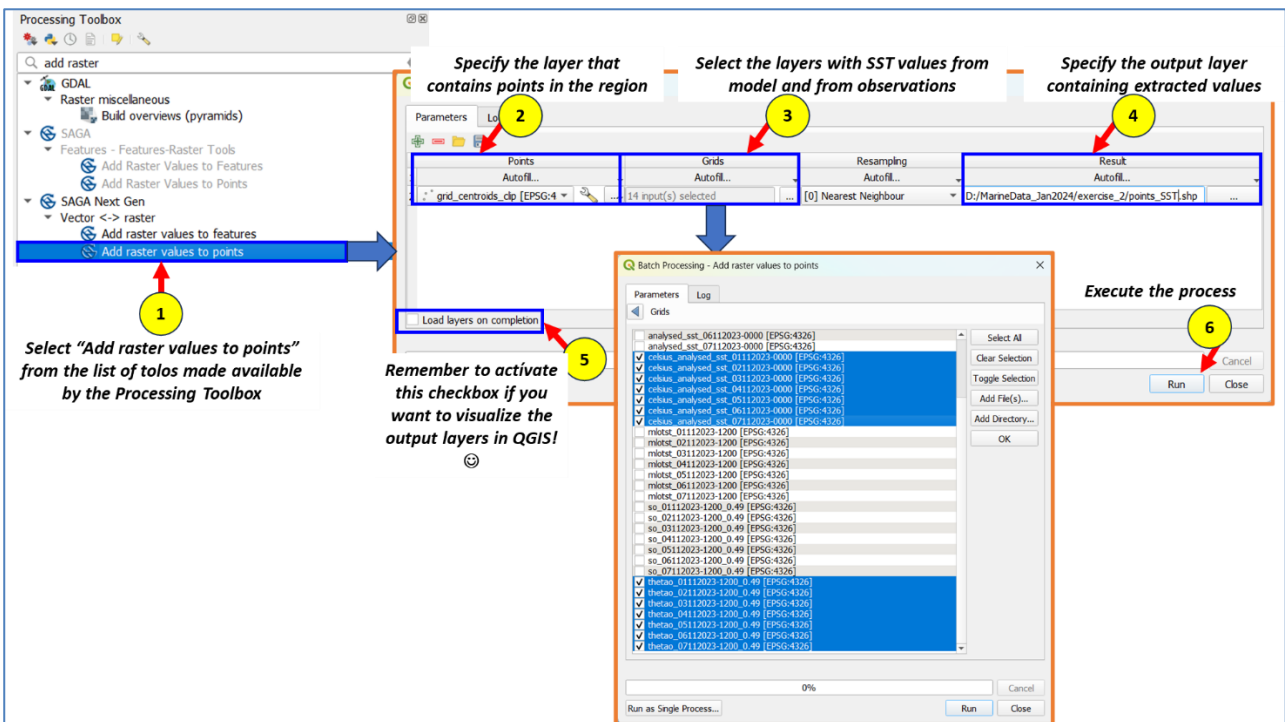 Processing Toolbox
add raster
GDAL
Raster miscellaneous
Build overviews (pyramids)
SAGA
Features - Features-Raster Tools
Add Raster Values to Features
Add Raster Values to Points
SAGA Next Gen
Vector <-> raster
Add raster values to features
Add raster values to points
1
Select “Add raster values to points”
from the list of tolos made available
by the Processing Toolbox
Specify the layer that
contains points in the region
2
Select the layers with SST values from
model and from observations
3
Specify the output layer
containing extracted values
4
Parameters
Points Grids Resampling Result
Autofill... Autofill... Autofill... Autofill...
grid_centroids_clip [EPSG:4 ... 14 input(s) selected ... [0] Nearest Neighbour D:/MarineData_Jan2024/exercise_2/points_SST.shp ...
Load layers on completion
5
Remember to activate
this checkbox if you
want to visualize the
output layers in QGIS!
☺
Execute the process
6
Cancel
Run Close
Batch Processing - Add raster values to points
Parameters Log
Grids
analysed_sst_06112023-0000 [EPSG:4326]
analysed_sst_07112023-0000 [EPSG:4326]
celsius_analysed_sst_01112023-0000 [EPSG:4326]
celsius_analysed_sst_02112023-0000 [EPSG:4326]
celsius_analysed_sst_03112023-0000 [EPSG:4326]
celsius_analysed_sst_04112023-0000 [EPSG:4326]
celsius_analysed_sst_05112023-0000 [EPSG:4326]
celsius_analysed_sst_06112023-0000 [EPSG:4326]
celsius_analysed_sst_07112023-0000 [EPSG:4326]
mlotst_01112023-1200 [EPSG:4326]
mlotst_02112023-1200 [EPSG:4326]
mlotst_03112023-1200 [EPSG:4326]
mlotst_04112023-1200 [EPSG:4326]
mlotst_05112023-1200 [EPSG:4326]
mlotst_06112023-1200 [EPSG:4326]
mlotst_07112023-1200 [EPSG:4326]
so_01112023-1200_0.49 [EPSG:4326]
so_02112023-1200_0.49 [EPSG:4326]
so_03112023-1200_0.49 [EPSG:4326]
so_04112023-1200_0.49 [EPSG:4326]
so_05112023-1200_0.49 [EPSG:4326]
so_06112023-1200_0.49 [EPSG:4326]
so_07112023-1200_0.49 [EPSG:4326]
thetao_01112023-1200_0.49 [EPSG:4326]
thetao_02112023-1200_0.49 [EPSG:4326]
thetao_03112023-1200_0.49 [EPSG:4326]
thetao_04112023-1200_0.49 [EPSG:4326]
thetao_05112023-1200_0.49 [EPSG:4326]
thetao_06112023-1200_0.49 [EPSG:4326]
thetao_07112023-1200_0.49 [EPSG:4326]
Select All
Clear Selection
Toggle Selection
Add File(s)...
Add Directory...
OK
0%
Cancel
Run as Single Process...
Run Close